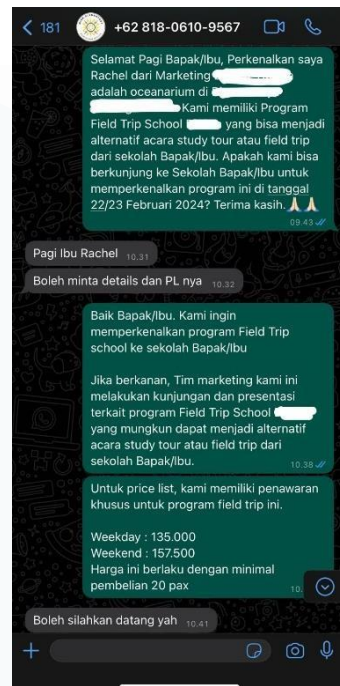 181
+62 818-0610-9567
Selamat Pagi Bapak/Ibu, Perkenalkan saya
Rachel dari Marketing
adalah oceanarium di
Kami memiliki Program
Field Trip School yang bisa menjadi
alternatif acara study tour atau field trip
dari sekolah Bapak/Ibu. Apakah kami bisa
berkunjung ke Sekolah Bapak/Ibu untuk
memperkenalkan program ini di tanggal
22/23 Februari 2024? Terima kasih.🙏🏻🙏🏻
09.43
Pagi Ibu Rachel 10.31
Boleh minta details dan PL nya 10.32
Baik Bapak/Ibu. Kami ingin
memperkenalkan program Field Trip
school ke sekolah Bapak/Ibu
Jika berkanan, Tim marketing kami ini
melakukan kunjungan dan presentasi
terkait program Field Trip School
yang mungkun dapat menjadi alternatif
acara study tour atau field trip dari
sekolah Bapak/Ibu.
10.38
Untuk price list, kami memiliki penawaran
khusus untuk program field trip ini.
Weekday : 135.000
Weekend : 157.500
Harga ini berlaku dengan minimal
pembelian 20 pax
10.
Boleh silahkan datang yah 10.41